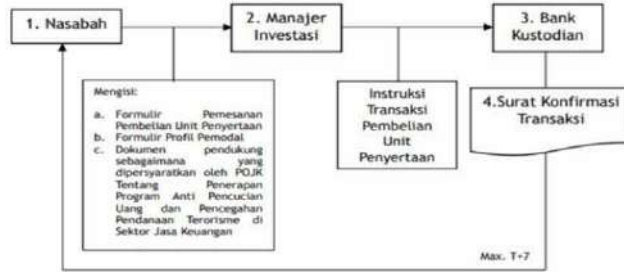 1. Nasabah
2. Manajer
Investasi
3. Bank
Kustodian
Mengisi:
a. Formulir Pemesanan
Pembelian Unit Penyertaan
b. Formulir Profil Pemodal
c. Dokumen pendukung
sebagaimana yang
dipersyaratkan oleh POJK
Tentang Penerapan
Program Anti Pencucian
Uang dan Pencegahan
Pendanaan Terorisme di
Sektor Jasa Keuangan
Instruksi
Transaksi
Pembelian
Unit
Penyertaan
4.Surat Konfirmasi
Transaksi
Max. T+7